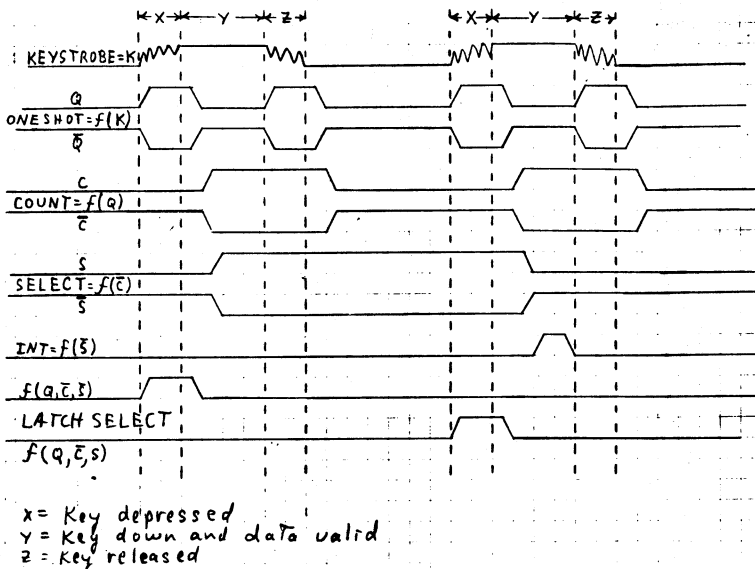 X Y Z X Y Z
KEYSTROBE=K
Q
ONESHOT=f(K)
Q̅
C
COUNT=f(Q)
C̅
S
SELECT=f(C̅)
S̅
INT=f(S̅)
f(Q,C̅,S̅)
LATCH SELECT
f(Q,C̅,S)
X= Key depressed
Y= Key down and data valid
Z= Key released